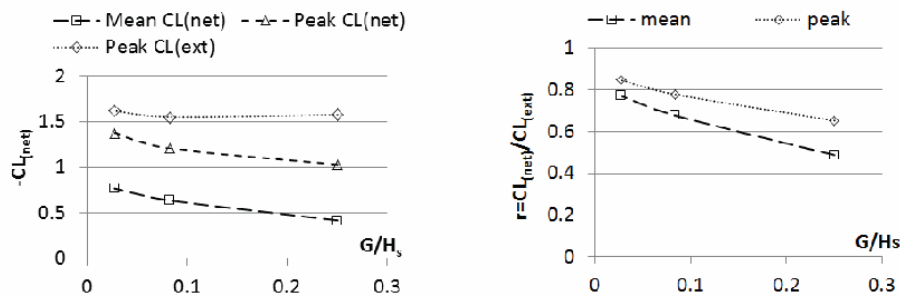 Mean CL(net) Peak CL(net)
Peak CL(ext)
2
1.5
1
0.5
0
-CL(net)
0 0.1 0.2 0.3
G/Hs
mean peak
1
0.8
0.6
0.4
0.2
0
r=CL(net)/CL(ext)
0 0.1 0.2 0.3
G/Hs